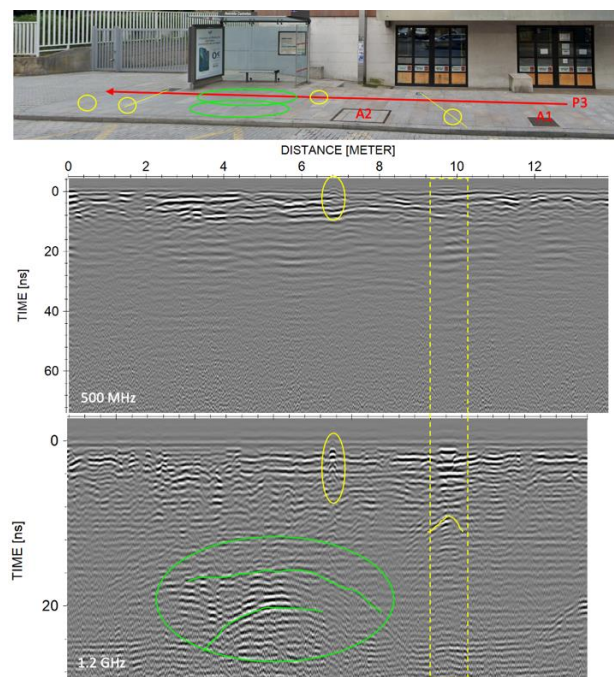 P3
A2
A1
DISTANCE [METER]
0 2 4 6 8 10 12
TIME [ns]
0
20
40
60
500 MHz
TIME [ns]
0
20
1.2 GHz